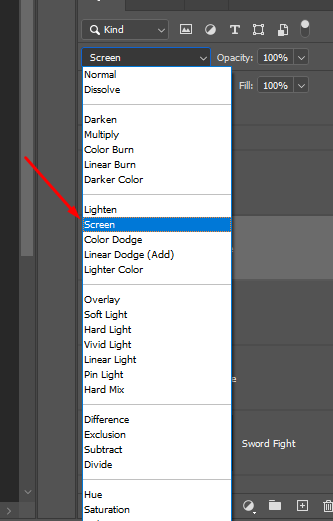 Kind
Screen
Opacity: 100%
Normal
Dissolve
Fill: 100%
Darken
Multiply
Color Burn
Linear Burn
Darker Color
Lighten
Screen
Color Dodge
Linear Dodge (Add)
Lighter Color
Overlay
Soft Light
Hard Light
Vivid Light
Linear Light
Pin Light
Hard Mix
Difference
Exclusion
Subtract
Divide
Sword Fight
Hue
Saturation